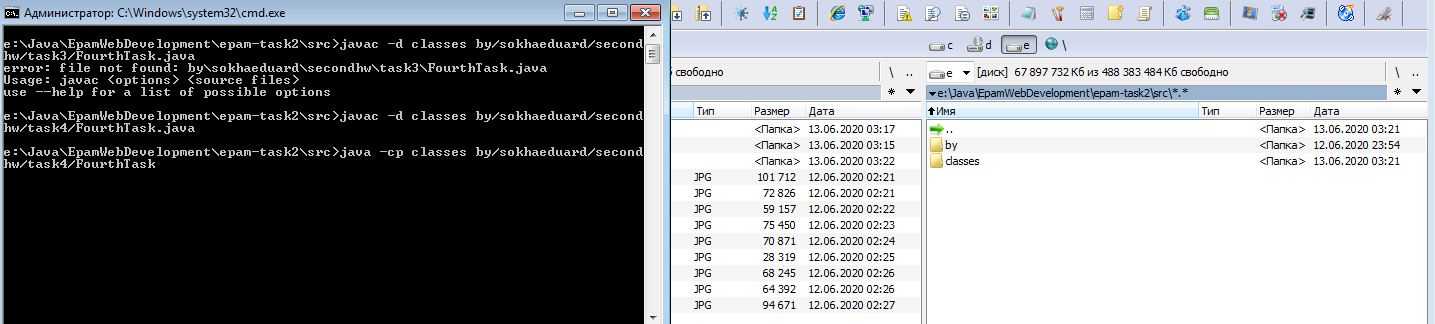 Администратор: C:\Windows\system32\cmd.exe
e:\Java\EpamWebDevelopment\epam-task2\src>javac -d classes by/sokhaeduard/second
hw/task3/FourthTask.java
error: file not found: by\sokhaeduard\secondhw\task3\FourthTask.java
Usage: javac <options> <source files>
use --help for a list of possible options
e:\Java\EpamWebDevelopment\epam-task2\src>javac -d classes by/sokhaeduard/second
hw/task4/FourthTask.java
e:\Java\EpamWebDevelopment\epam-task2\src>java -cp classes by/sokhaeduard/second
hw/task4/FourthTask
свободно \ ..
* ▼
Тип Размер Дата
<Папка> 13.06.2020 03:17
<Папка> 13.06.2020 03:15
<Папка> 13.06.2020 03:22
JPG 101 712 12.06.2020 02:21
JPG 72 826 12.06.2020 02:21
JPG 59 157 12.06.2020 02:22
JPG 75 450 12.06.2020 02:23
JPG 70 871 12.06.2020 02:24
JPG 28 319 12.06.2020 02:25
JPG 68 245 12.06.2020 02:26
JPG 64 392 12.06.2020 02:26
JPG 94 671 12.06.2020 02:27
c d e \
e [диск] 67 897 732 Кб из 488 383 484 Кб свободно \ ..
e:\Java\EpamWebDevelopment\epam-task2\src\*.* * ▼
Имя Тип Размер Дата
.. <Папка> 13.06.2020 03:21
by <Папка> 12.06.2020 23:54
classes <Папка> 13.06.2020 03:21